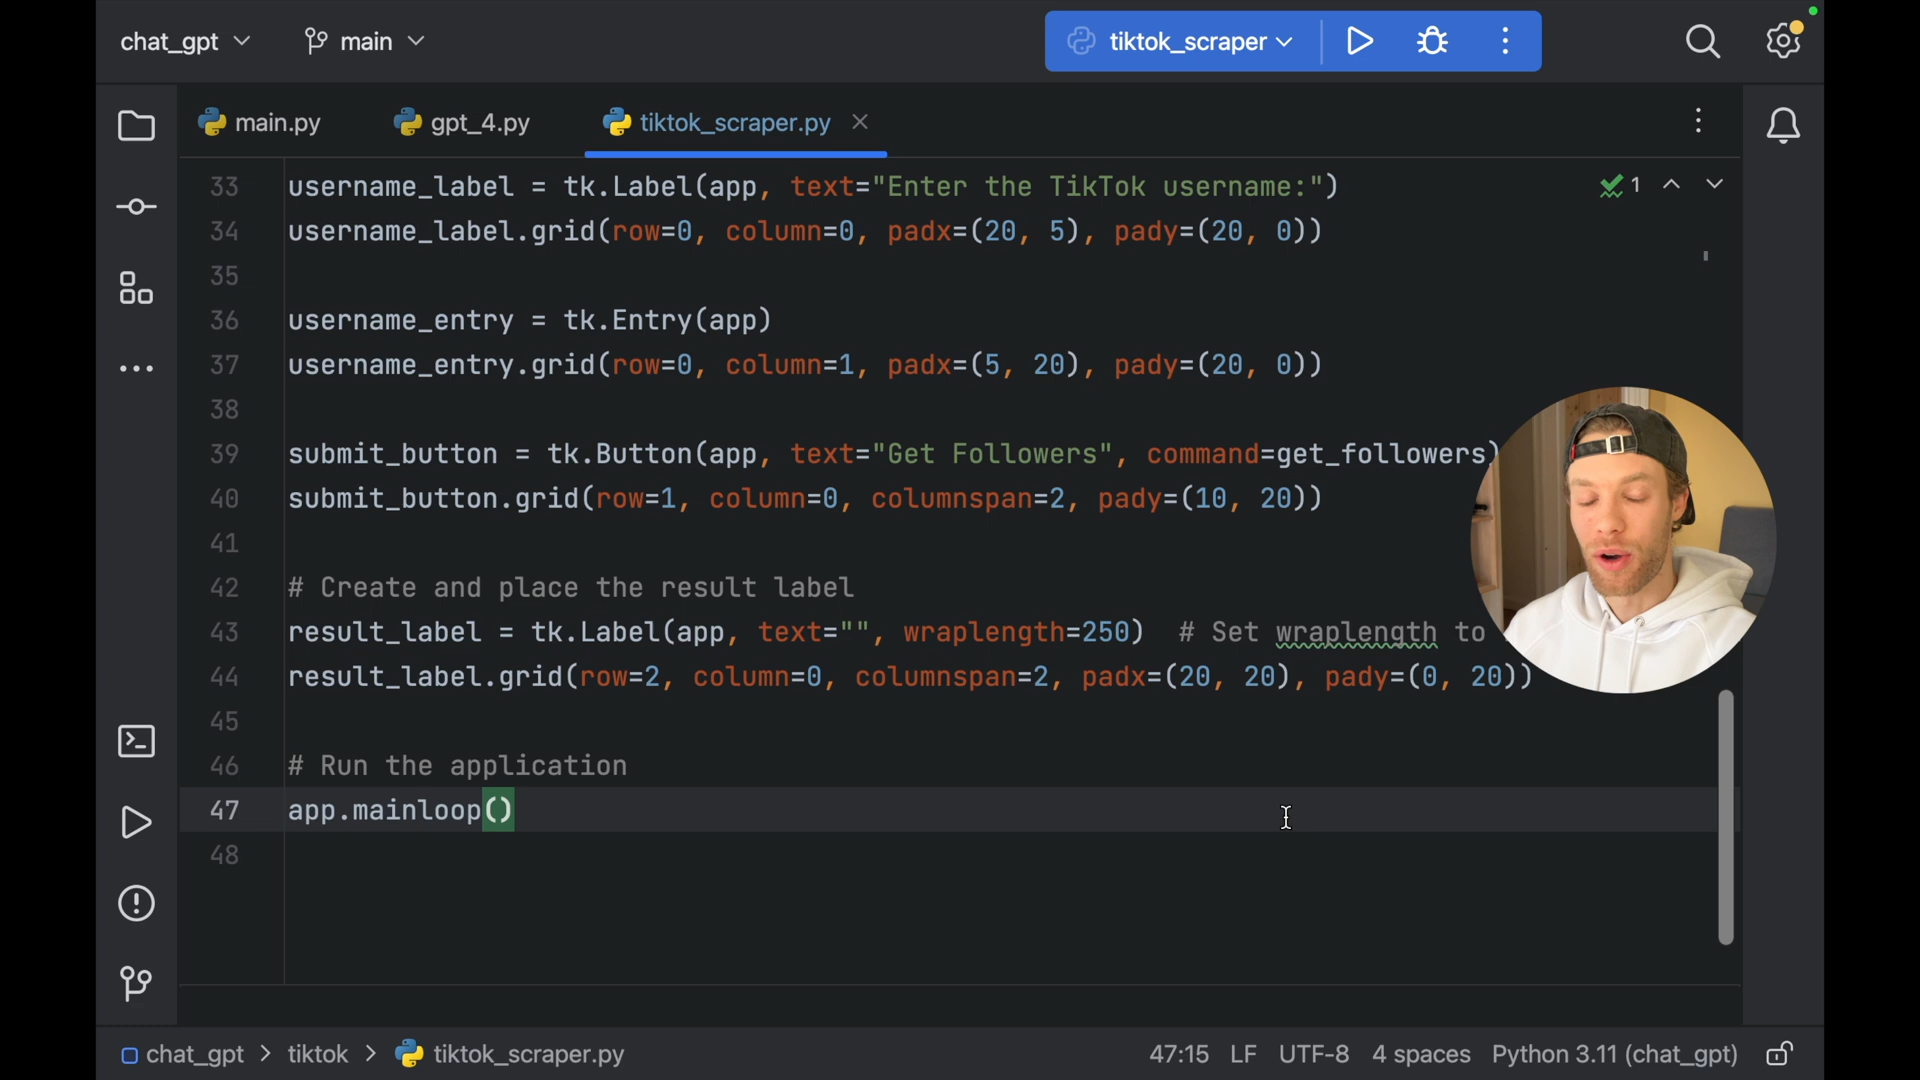 chat_gpt
main
tiktok_scraper
main.py
gpt_4.py
tiktok_scraper.py
33 username_label = tk.Label(app, text="Enter the TikTok username:")
1
34 username_label.grid(row=0, column=0, padx=(20, 5), pady=(20, 0))
35
36 username_entry = tk.Entry(app)
37 username_entry.grid(row=0, column=1, padx=(5, 20), pady=(20, 0))
38
39 submit_button = tk.Button(app, text="Get Followers", command=get_followers)
40 submit_button.grid(row=1, column=0, columnspan=2, pady=(10, 20))
41
42 # Create and place the result label
43 result_label = tk.Label(app, text="", wraplength=250)  # Set wraplength to
44 result_label.grid(row=2, column=0, columnspan=2, padx=(20, 20), pady=(0, 20))
45
46 # Run the application
47 app.mainloop()
48
chat_gpt > tiktok > tiktok_scraper.py
47:15 LF UTF-8 4 spaces Python 3.11 (chat_gpt)